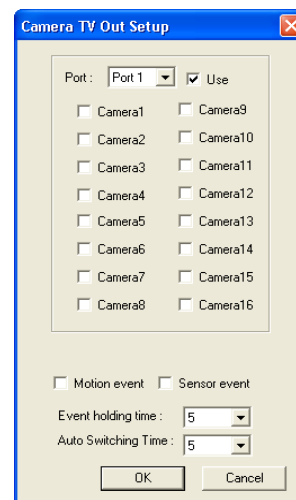 Camera TV Out Setup
Port : Port 1 Use
Camera1 Camera9
Camera2 Camera10
Camera3 Camera11
Camera4 Camera12
Camera5 Camera13
Camera6 Camera14
Camera7 Camera15
Camera8 Camera16
Motion event Sensor event
Event holding time : 5
Auto Switching Time : 5
OK Cancel